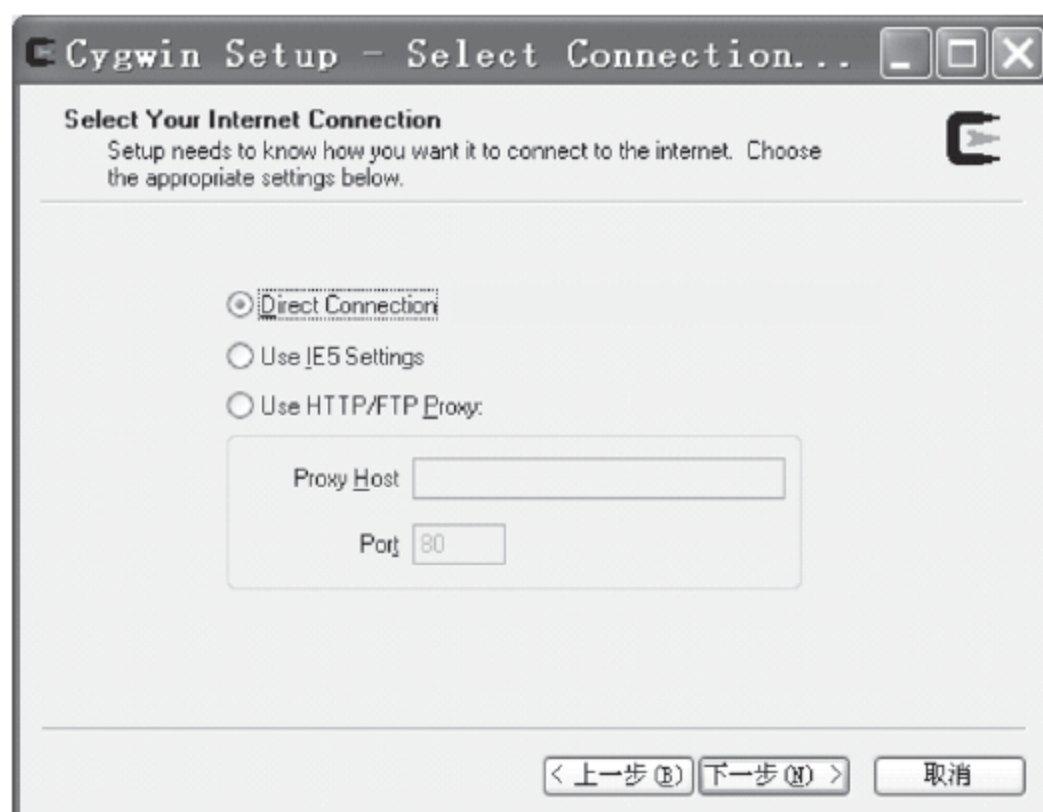 Cygwin Setup - Select Connection...
Select Your Internet Connection
Setup needs to know how you want it to connect to the internet. Choose
the appropriate settings below.
Direct Connection
Use IE5 Settings
Use HTTP/FTP Proxy:
Proxy Host
Port 80
< 上一步(B) 下一步(N) > 取消